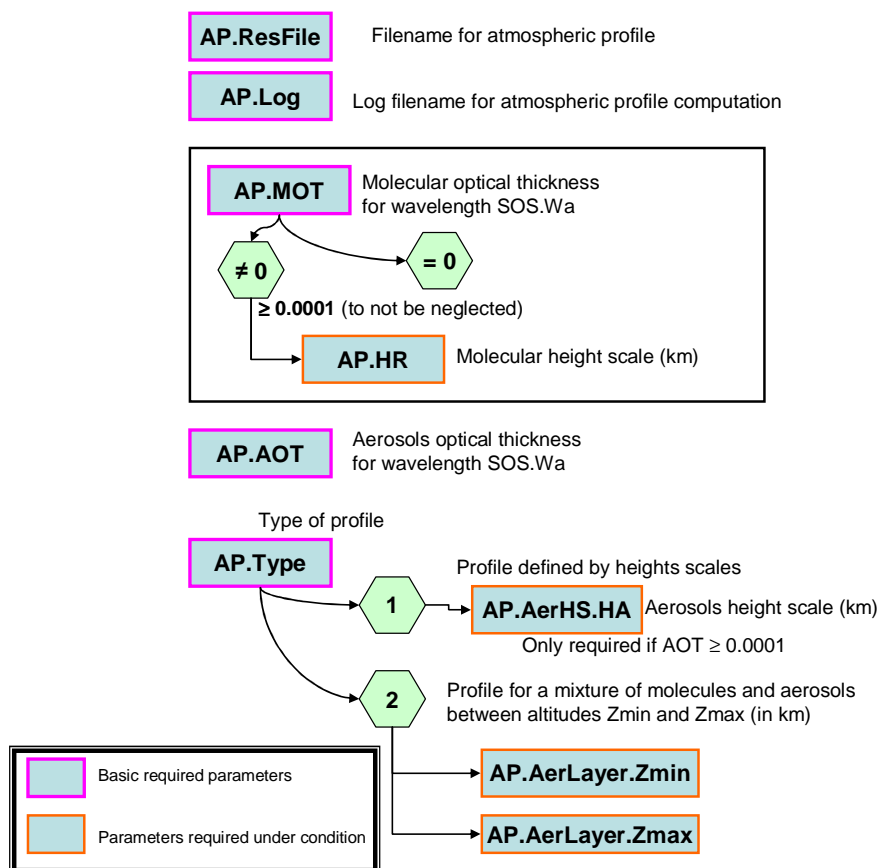 AP.ResFile
Filename for atmospheric profile
AP.Log
Log filename for atmospheric profile computation
AP.MOT
Molecular optical thickness
for wavelength SOS.Wa
≠ 0
= 0
≥ 0.0001 (to not be neglected)
AP.HR
Molecular height scale (km)
AP.AOT
Aerosols optical thickness
for wavelength SOS.Wa
Type of profile
AP.Type
Profile defined by heights scales
1
AP.AerHS.HA
Aerosols height scale (km)
Only required if AOT ≥ 0.0001
2
Profile for a mixture of molecules and aerosols
between altitudes Zmin and Zmax (in km)
AP.AerLayer.Zmin
AP.AerLayer.Zmax
Basic required parameters
Parameters required under condition